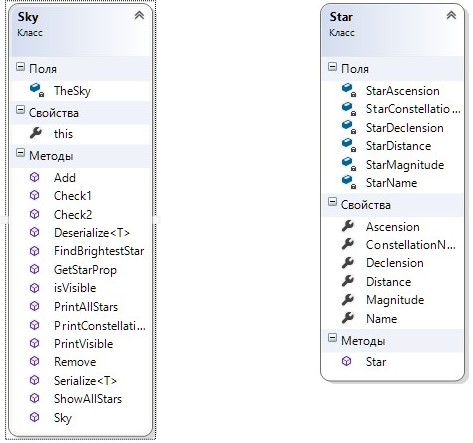 Sky
Класс
Поля
TheSky
Свойства
this
Методы
Add
Check1
Check2
Deserialize<T>
FindBrightestStar
GetStarProp
isVisible
PrintAllStars
PrintConstellati...
PrintVisible
Remove
Serialize<T>
ShowAllStars
Sky
Star
Класс
Поля
StarAscension
StarConstellatio...
StarDeclension
StarDistance
StarMagnitude
StarName
Свойства
Ascension
ConstellationN...
Declension
Distance
Magnitude
Name
Методы
Star